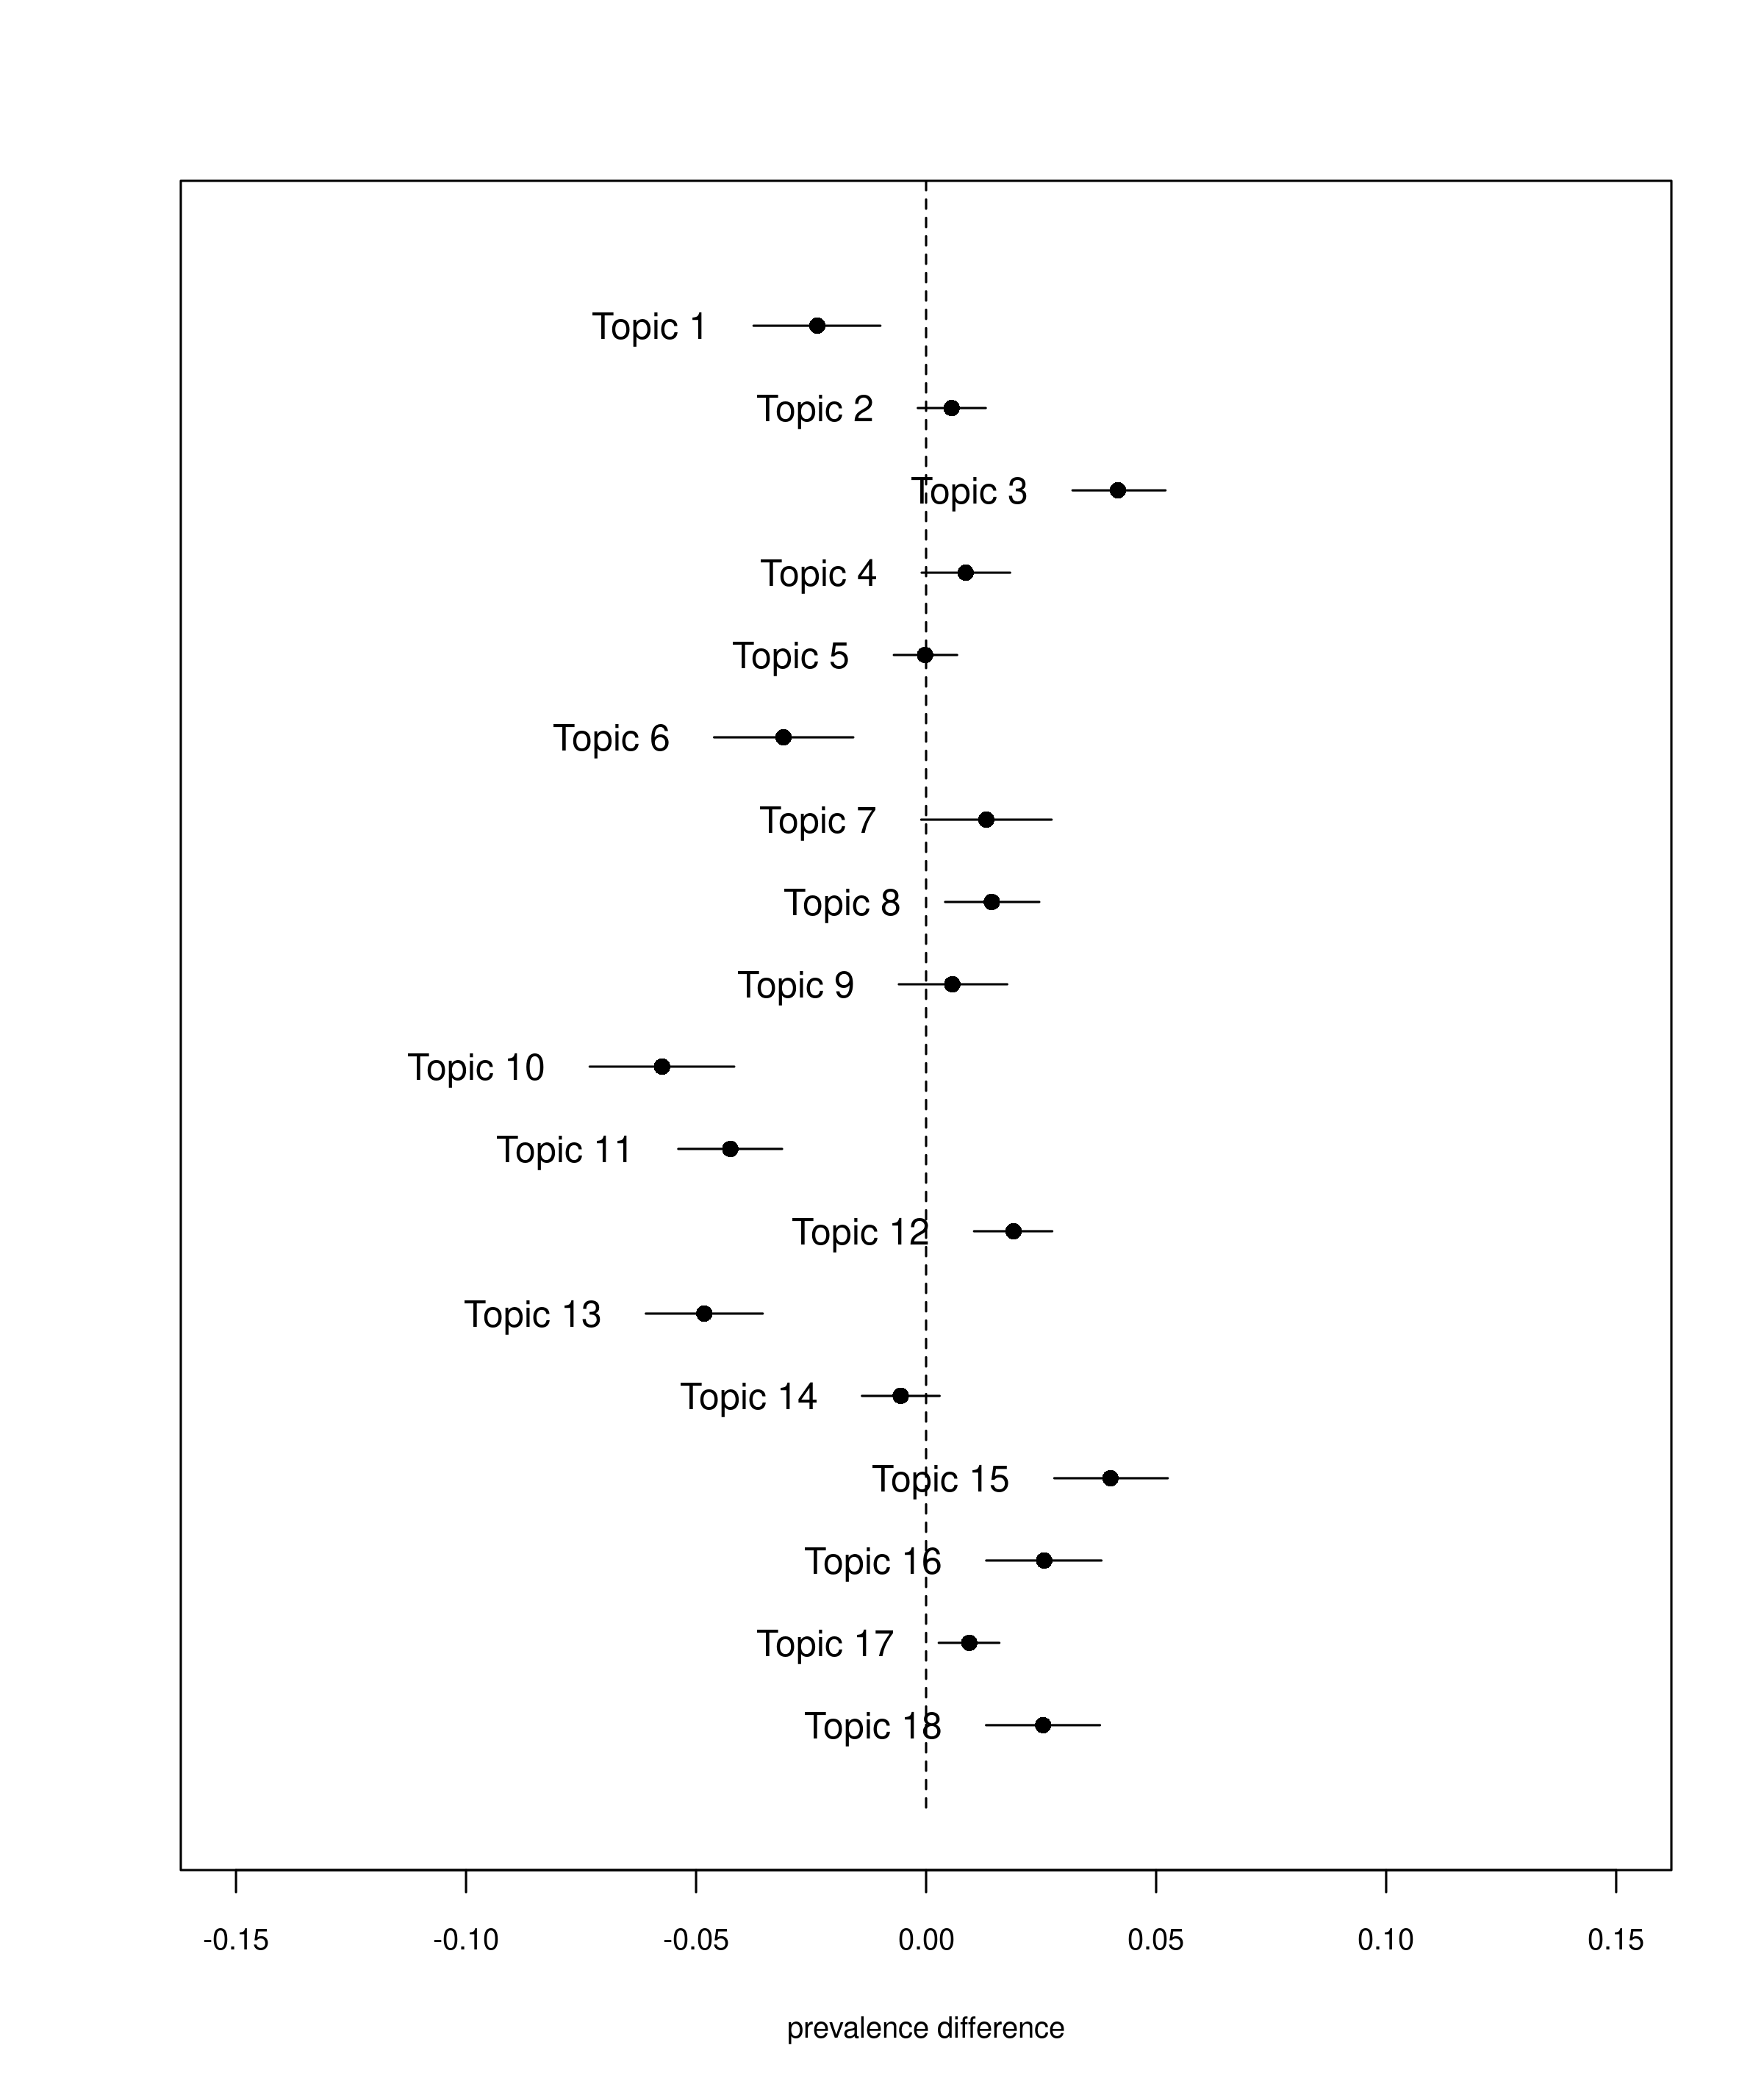 Topic 1
Topic 2
Topic 3
Topic 4
Topic 5
Topic 6
Topic 7
Topic 8
Topic 9
Topic 10
Topic 11
Topic 12
Topic 13
Topic 14
Topic 15
Topic 16
Topic 17
Topic 18
-0.15 -0.10 -0.05 0.00 0.05 0.10 0.15
prevalence difference